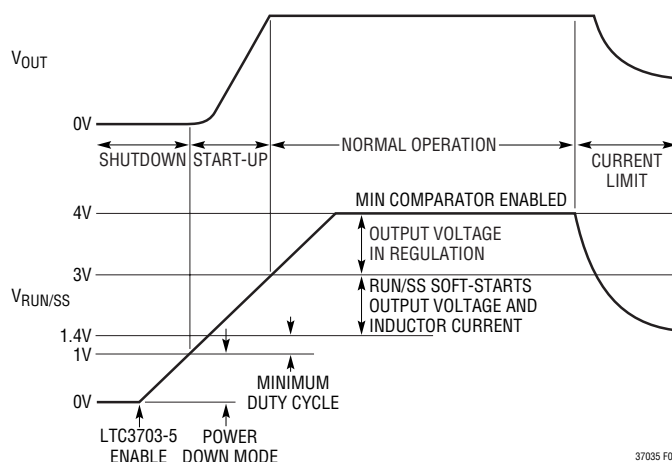 VOUT
0V
SHUTDOWN
START-UP
NORMAL OPERATION
CURRENT
LIMIT
MIN COMPARATOR ENABLED
4V
OUTPUT VOLTAGE
IN REGULATION
3V
VRUN/SS
RUN/SS SOFT-STARTS
OUTPUT VOLTAGE AND
INDUCTOR CURRENT
1.4V
1V
MINIMUM
DUTY CYCLE
0V
LTC3703-5
ENABLE
POWER
DOWN MODE
37035 F0